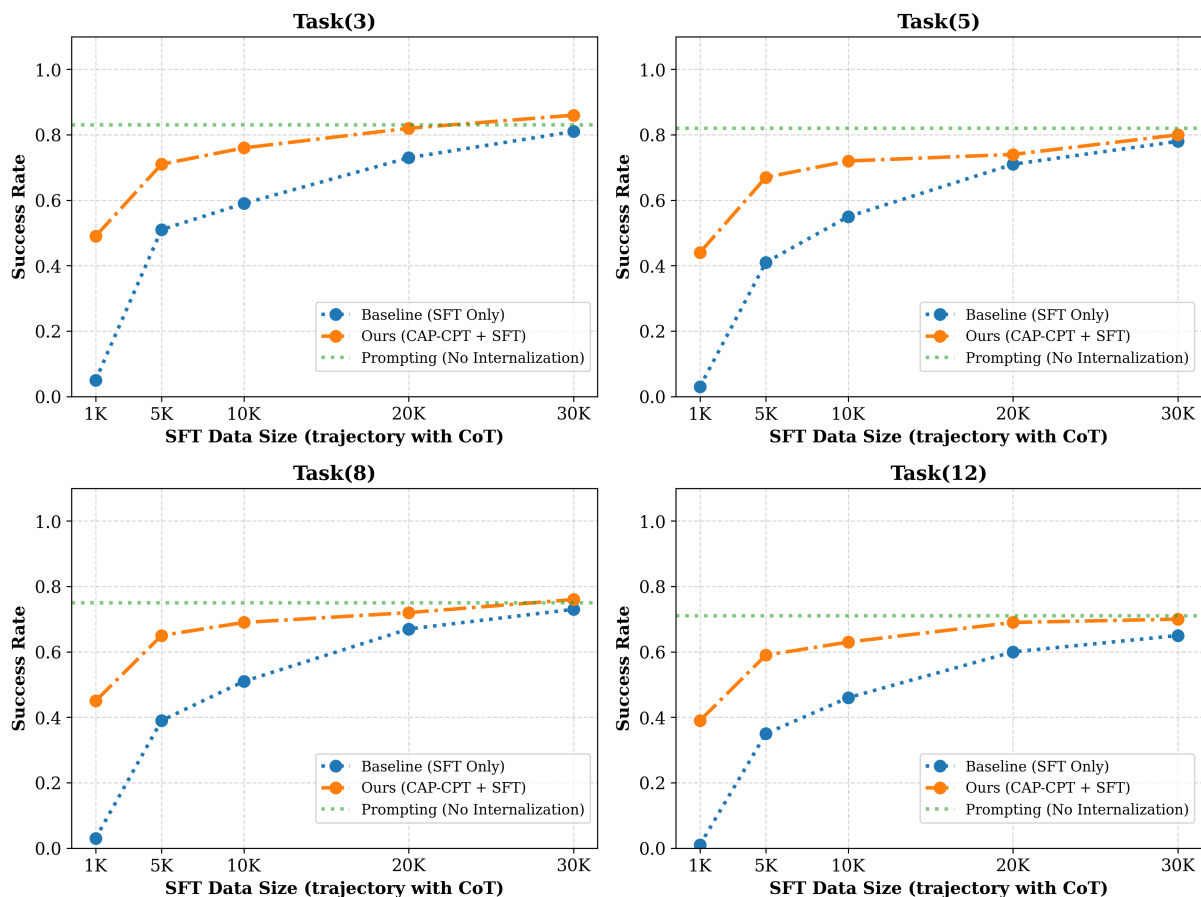 Task(3)
Success Rate
1.0
0.8
0.6
0.4
0.2
0.0
Baseline (SFT Only)
Ours (CAP-CPT + SFT)
Prompting (No Internalization)
1K 5K 10K 20K 30K
SFT Data Size (trajectory with CoT)
Task(5)
Success Rate
1.0
0.8
0.6
0.4
0.2
0.0
Baseline (SFT Only)
Ours (CAP-CPT + SFT)
Prompting (No Internalization)
1K 5K 10K 20K 30K
SFT Data Size (trajectory with CoT)
Task(8)
Success Rate
1.0
0.8
0.6
0.4
0.2
0.0
Baseline (SFT Only)
Ours (CAP-CPT + SFT)
Prompting (No Internalization)
1K 5K 10K 20K 30K
SFT Data Size (trajectory with CoT)
Task(12)
Success Rate
1.0
0.8
0.6
0.4
0.2
0.0
Baseline (SFT Only)
Ours (CAP-CPT + SFT)
Prompting (No Internalization)
1K 5K 10K 20K 30K
SFT Data Size (trajectory with CoT)